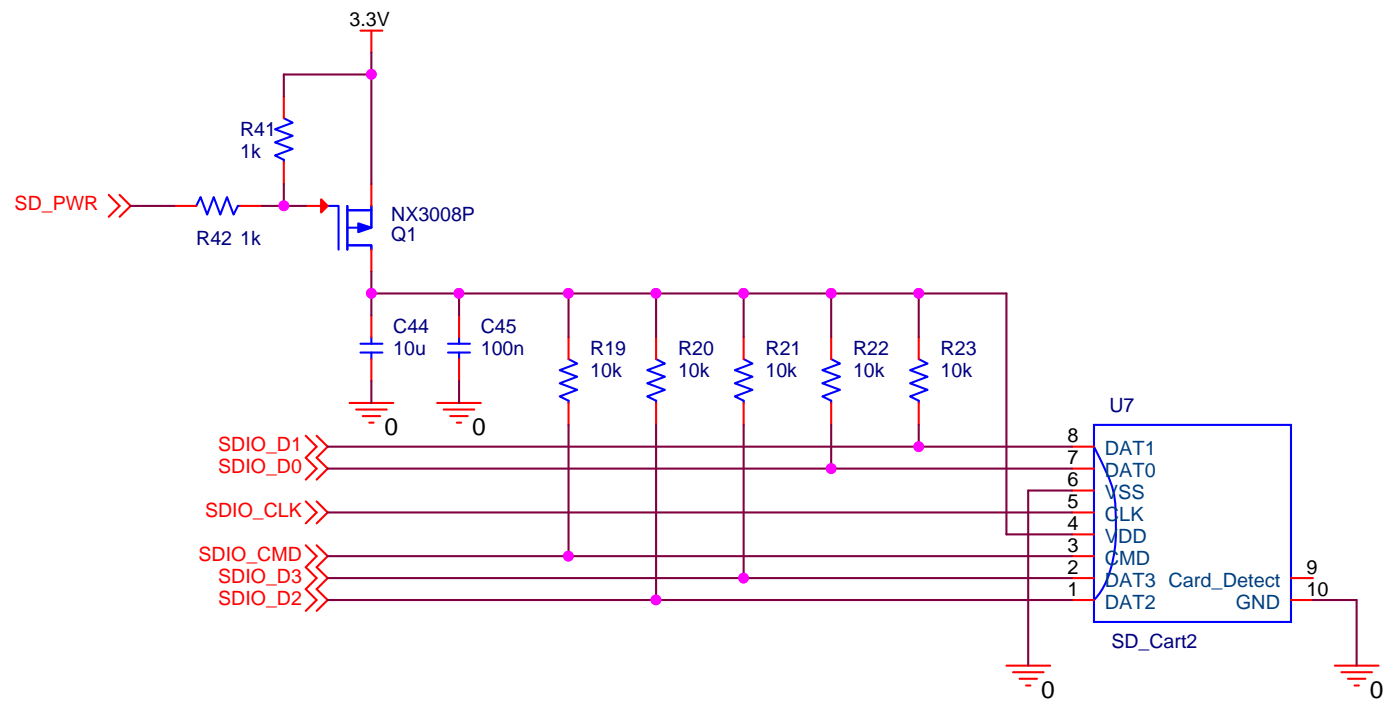 3.3V
R41
1k
SD_PWR
R42 1k
NX3008P
Q1
C44
10u
C45
100n
R19
10k
R20
10k
R21
10k
R22
10k
R23
10k
0
0
U7
SDIO_D1
SDIO_D0
SDIO_CLK
SDIO_CMD
SDIO_D3
SDIO_D2
8
DAT1
7
DAT0
6
VSS
5
CLK
4
VDD
3
CMD
2
DAT3
1
DAT2
Card_Detect
9
GND
10
SD_Cart2
0
0